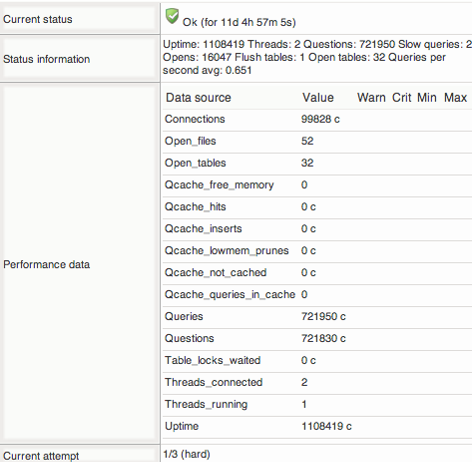 Current status
Ok (for 11d 4h 57m 5s)
Status information
Uptime: 1108419 Threads: 2 Questions: 721950 Slow queries: 2
Opens: 16047 Flush tables: 1 Open tables: 32 Queries per
second avg: 0.651
Performance data
Data source Value Warn Crit Min Max
Connections 99828 c
Open_files 52
Open_tables 32
Qcache_free_memory 0
Qcache_hits 0 c
Qcache_inserts 0 c
Qcache_lowmem_prunes 0 c
Qcache_not_cached 0 c
Qcache_queries_in_cache 0
Queries 721950 c
Questions 721830 c
Table_locks_waited 0 c
Threads_connected 2
Threads_running 1
Uptime 1108419 c
Current attempt 1/3 (hard)